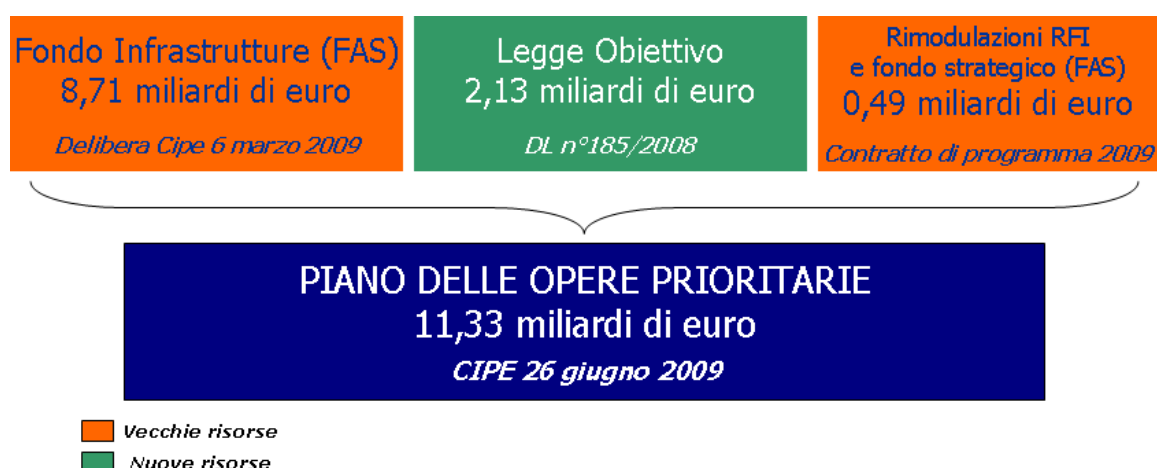 Fondo Infrastrutture (FAS)
8,71 miliardi di euro
Delibera Cipe 6 marzo 2009
Legge Obiettivo
2,13 miliardi di euro
DL n°185/2008
Rimodulazioni RFI
e fondo strategico (FAS)
0,49 miliardi di euro
Contratto di programma 2009
PIANO DELLE OPERE PRIORITARIE
11,33 miliardi di euro
CIPE 26 giugno 2009
Vecchie risorse
Nuove risorse